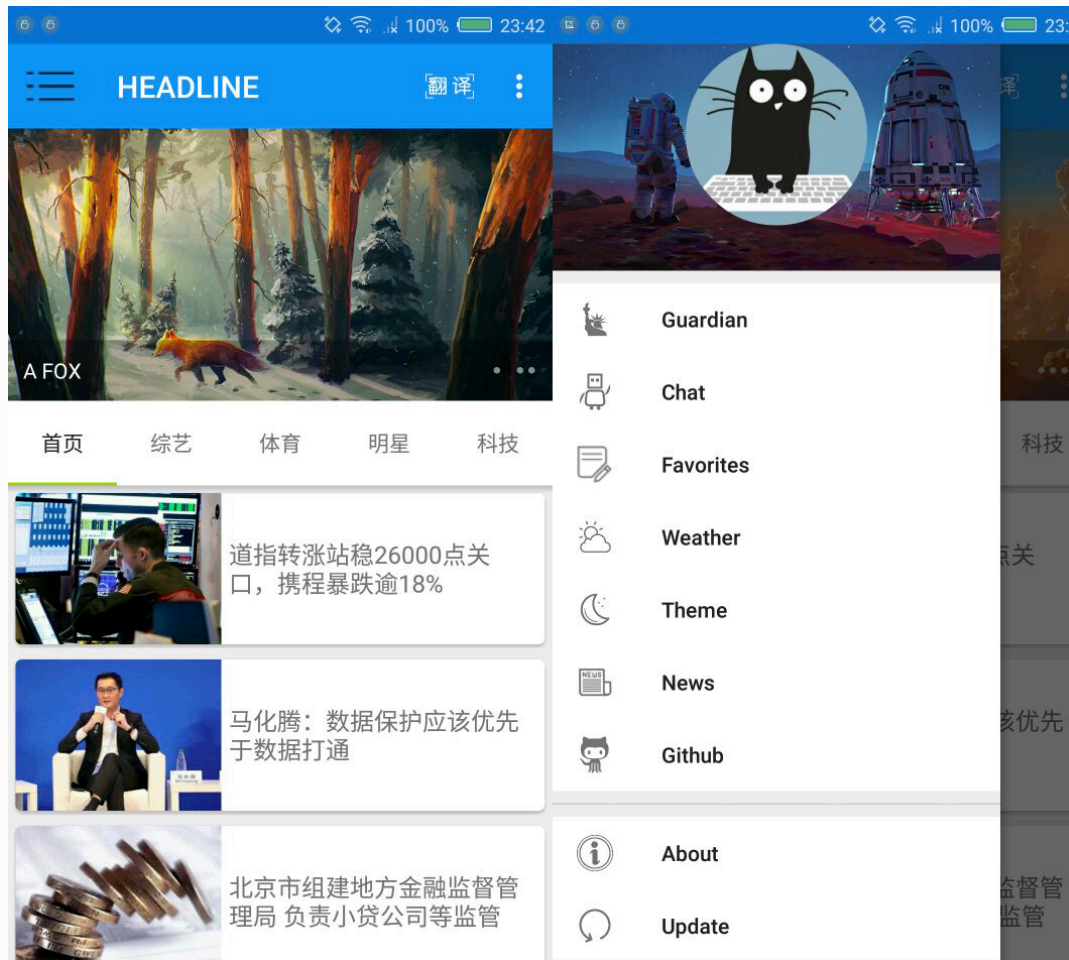 100% 23:42
HEADLINE 翻译
A FOX
首页 综艺 体育 明星 科技
道指转涨站稳26000点关
口，携程暴跌逾18%
马化腾：数据保护应该优先
于数据打通
北京市组建地方金融监督管
理局 负责小贷公司等监管
100% 23:
译
Guardian
Chat
Favorites
Weather
Theme
NEWS
News
Github
About
Update
科技
点关
该优先
监督管
监管